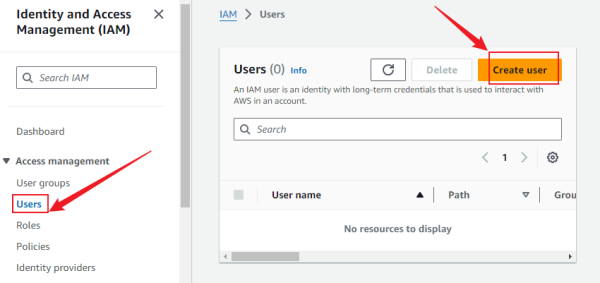 Identity and Access
Management (IAM)
Search IAM
Dashboard
Access management
User groups
Users
Roles
Policies
Identity providers
IAM > Users
Users (0) Info
Delete
Create user
An IAM user is an identity with long-term credentials that is used to interact with
AWS in an account.
Search
1
User name
Path
Grou
No resources to display